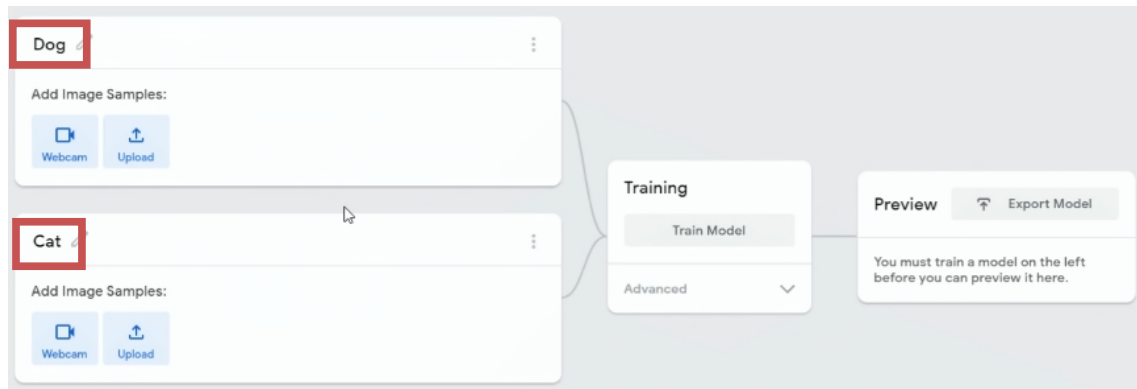 Dog
Add Image Samples:
Webcam
Upload
Cat
Add Image Samples:
Webcam
Upload
Training
Train Model
Advanced
Preview
Export Model
You must train a model on the left
before you can preview it here.